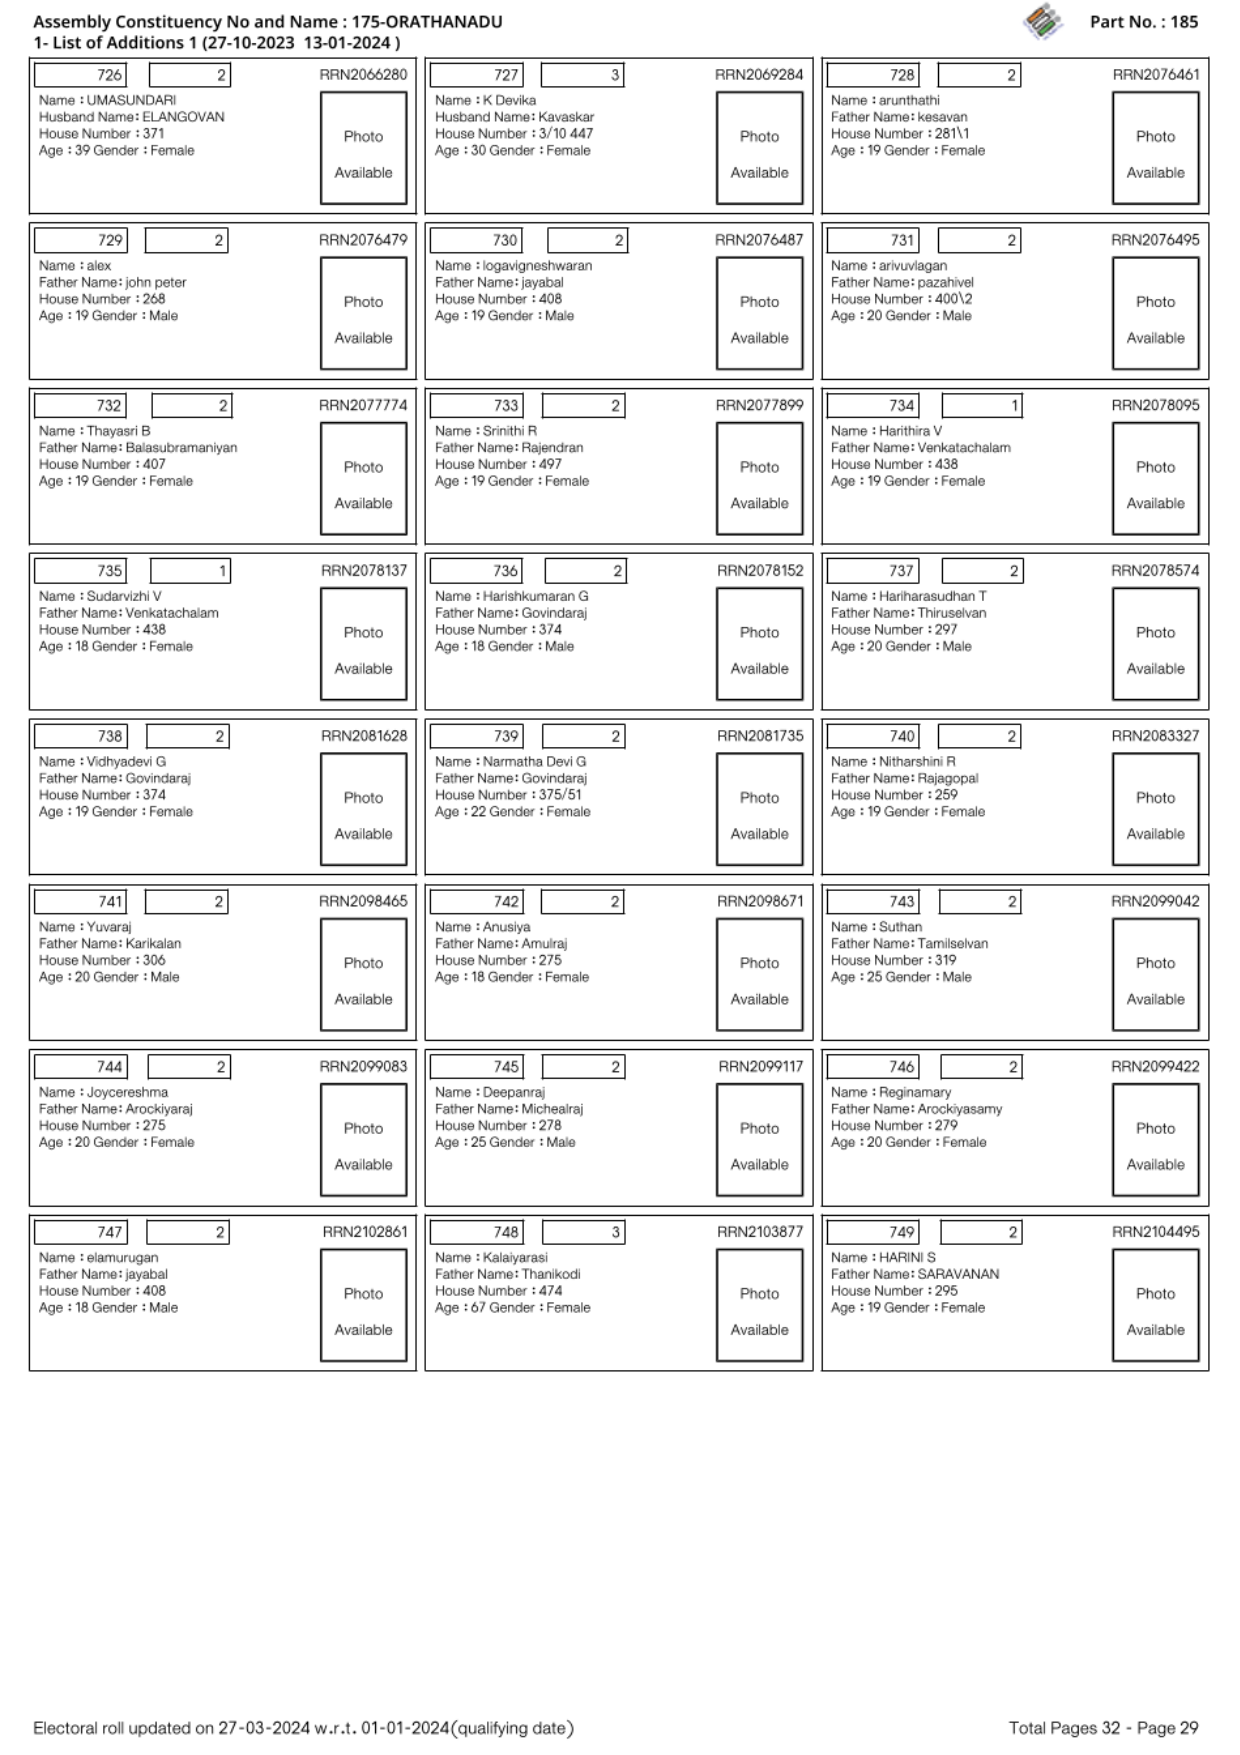 Assembly Constituency No and Name : 175-ORATHANADU
Part No. : 185
1- List of Additions 1 (27-10-2023 13-01-2024 )
726 2 RRN2066280
Name : UMASUNDARI
Husband Name: ELANGOVAN
House Number : 371
Age : 39 Gender : Female
Photo
Available
727 3 RRN2069284
Name : K Devika
Husband Name: Kavaskar
House Number : 3/10 447
Age : 30 Gender : Female
Photo
Available
728 2 RRN2076461
Name : arunthathi
Father Name: kesavan
House Number : 281\1
Age : 19 Gender : Female
Photo
Available
729 2 RRN2076479
Name : alex
Father Name: john peter
House Number : 268
Age : 19 Gender : Male
Photo
Available
730 2 RRN2076487
Name : logavigneshwaran
Father Name: jayabal
House Number : 408
Age : 19 Gender : Male
Photo
Available
731 2 RRN2076495
Name : arivuvlagan
Father Name: pazahivel
House Number : 400\2
Age : 20 Gender : Male
Photo
Available
732 2 RRN2077774
Name : Thayasri B
Father Name: Balasubramaniyan
House Number : 407
Age : 19 Gender : Female
Photo
Available
733 2 RRN2077899
Name : Srinithi R
Father Name: Rajendran
House Number : 497
Age : 19 Gender : Female
Photo
Available
734 1 RRN2078095
Name : Harithira V
Father Name: Venkatachalam
House Number : 438
Age : 19 Gender : Female
Photo
Available
735 1 RRN2078137
Name : Sudarvizhi V
Father Name: Venkatachalam
House Number : 438
Age : 18 Gender : Female
Photo
Available
736 2 RRN2078152
Name : Harishkumaran G
Father Name: Govindaraj
House Number : 374
Age : 18 Gender : Male
Photo
Available
737 2 RRN2078574
Name : Hariharasudhan T
Father Name: Thiruselvan
House Number : 297
Age : 20 Gender : Male
Photo
Available
738 2 RRN2081628
Name : Vidhyadevi G
Father Name: Govindaraj
House Number : 374
Age : 19 Gender : Female
Photo
Available
739 2 RRN2081735
Name : Narmatha Devi G
Father Name: Govindaraj
House Number : 375/51
Age : 22 Gender : Female
Photo
Available
740 2 RRN2083327
Name : Nitharshini R
Father Name: Rajagopal
House Number : 259
Age : 19 Gender : Female
Photo
Available
741 2 RRN2098465
Name : Yuvaraj
Father Name: Karikalan
House Number : 306
Age : 20 Gender : Male
Photo
Available
742 2 RRN2098671
Name : Anusiya
Father Name: Amulraj
House Number : 275
Age : 18 Gender : Female
Photo
Available
743 2 RRN2099042
Name : Suthan
Father Name: Tamilselvan
House Number : 319
Age : 25 Gender : Male
Photo
Available
744 2 RRN2099083
Name : Joycereshma
Father Name: Arockiyaraj
House Number : 275
Age : 20 Gender : Female
Photo
Available
745 2 RRN2099117
Name : Deepanraj
Father Name: Michealraj
House Number : 278
Age : 25 Gender : Male
Photo
Available
746 2 RRN2099422
Name : Reginamary
Father Name: Arockiyasamy
House Number : 279
Age : 20 Gender : Female
Photo
Available
747 2 RRN2102861
Name : elamurugan
Father Name: jayabal
House Number : 408
Age : 18 Gender : Male
Photo
Available
748 3 RRN2103877
Name : Kalaiyarasi
Father Name: Thanikodi
House Number : 474
Age : 67 Gender : Female
Photo
Available
749 2 RRN2104495
Name : HARINI S
Father Name: SARAVANAN
House Number : 295
Age : 19 Gender : Female
Photo
Available
Electoral roll updated on 27-03-2024 w.r.t. 01-01-2024(qualifying date)
Total Pages 32 - Page 29